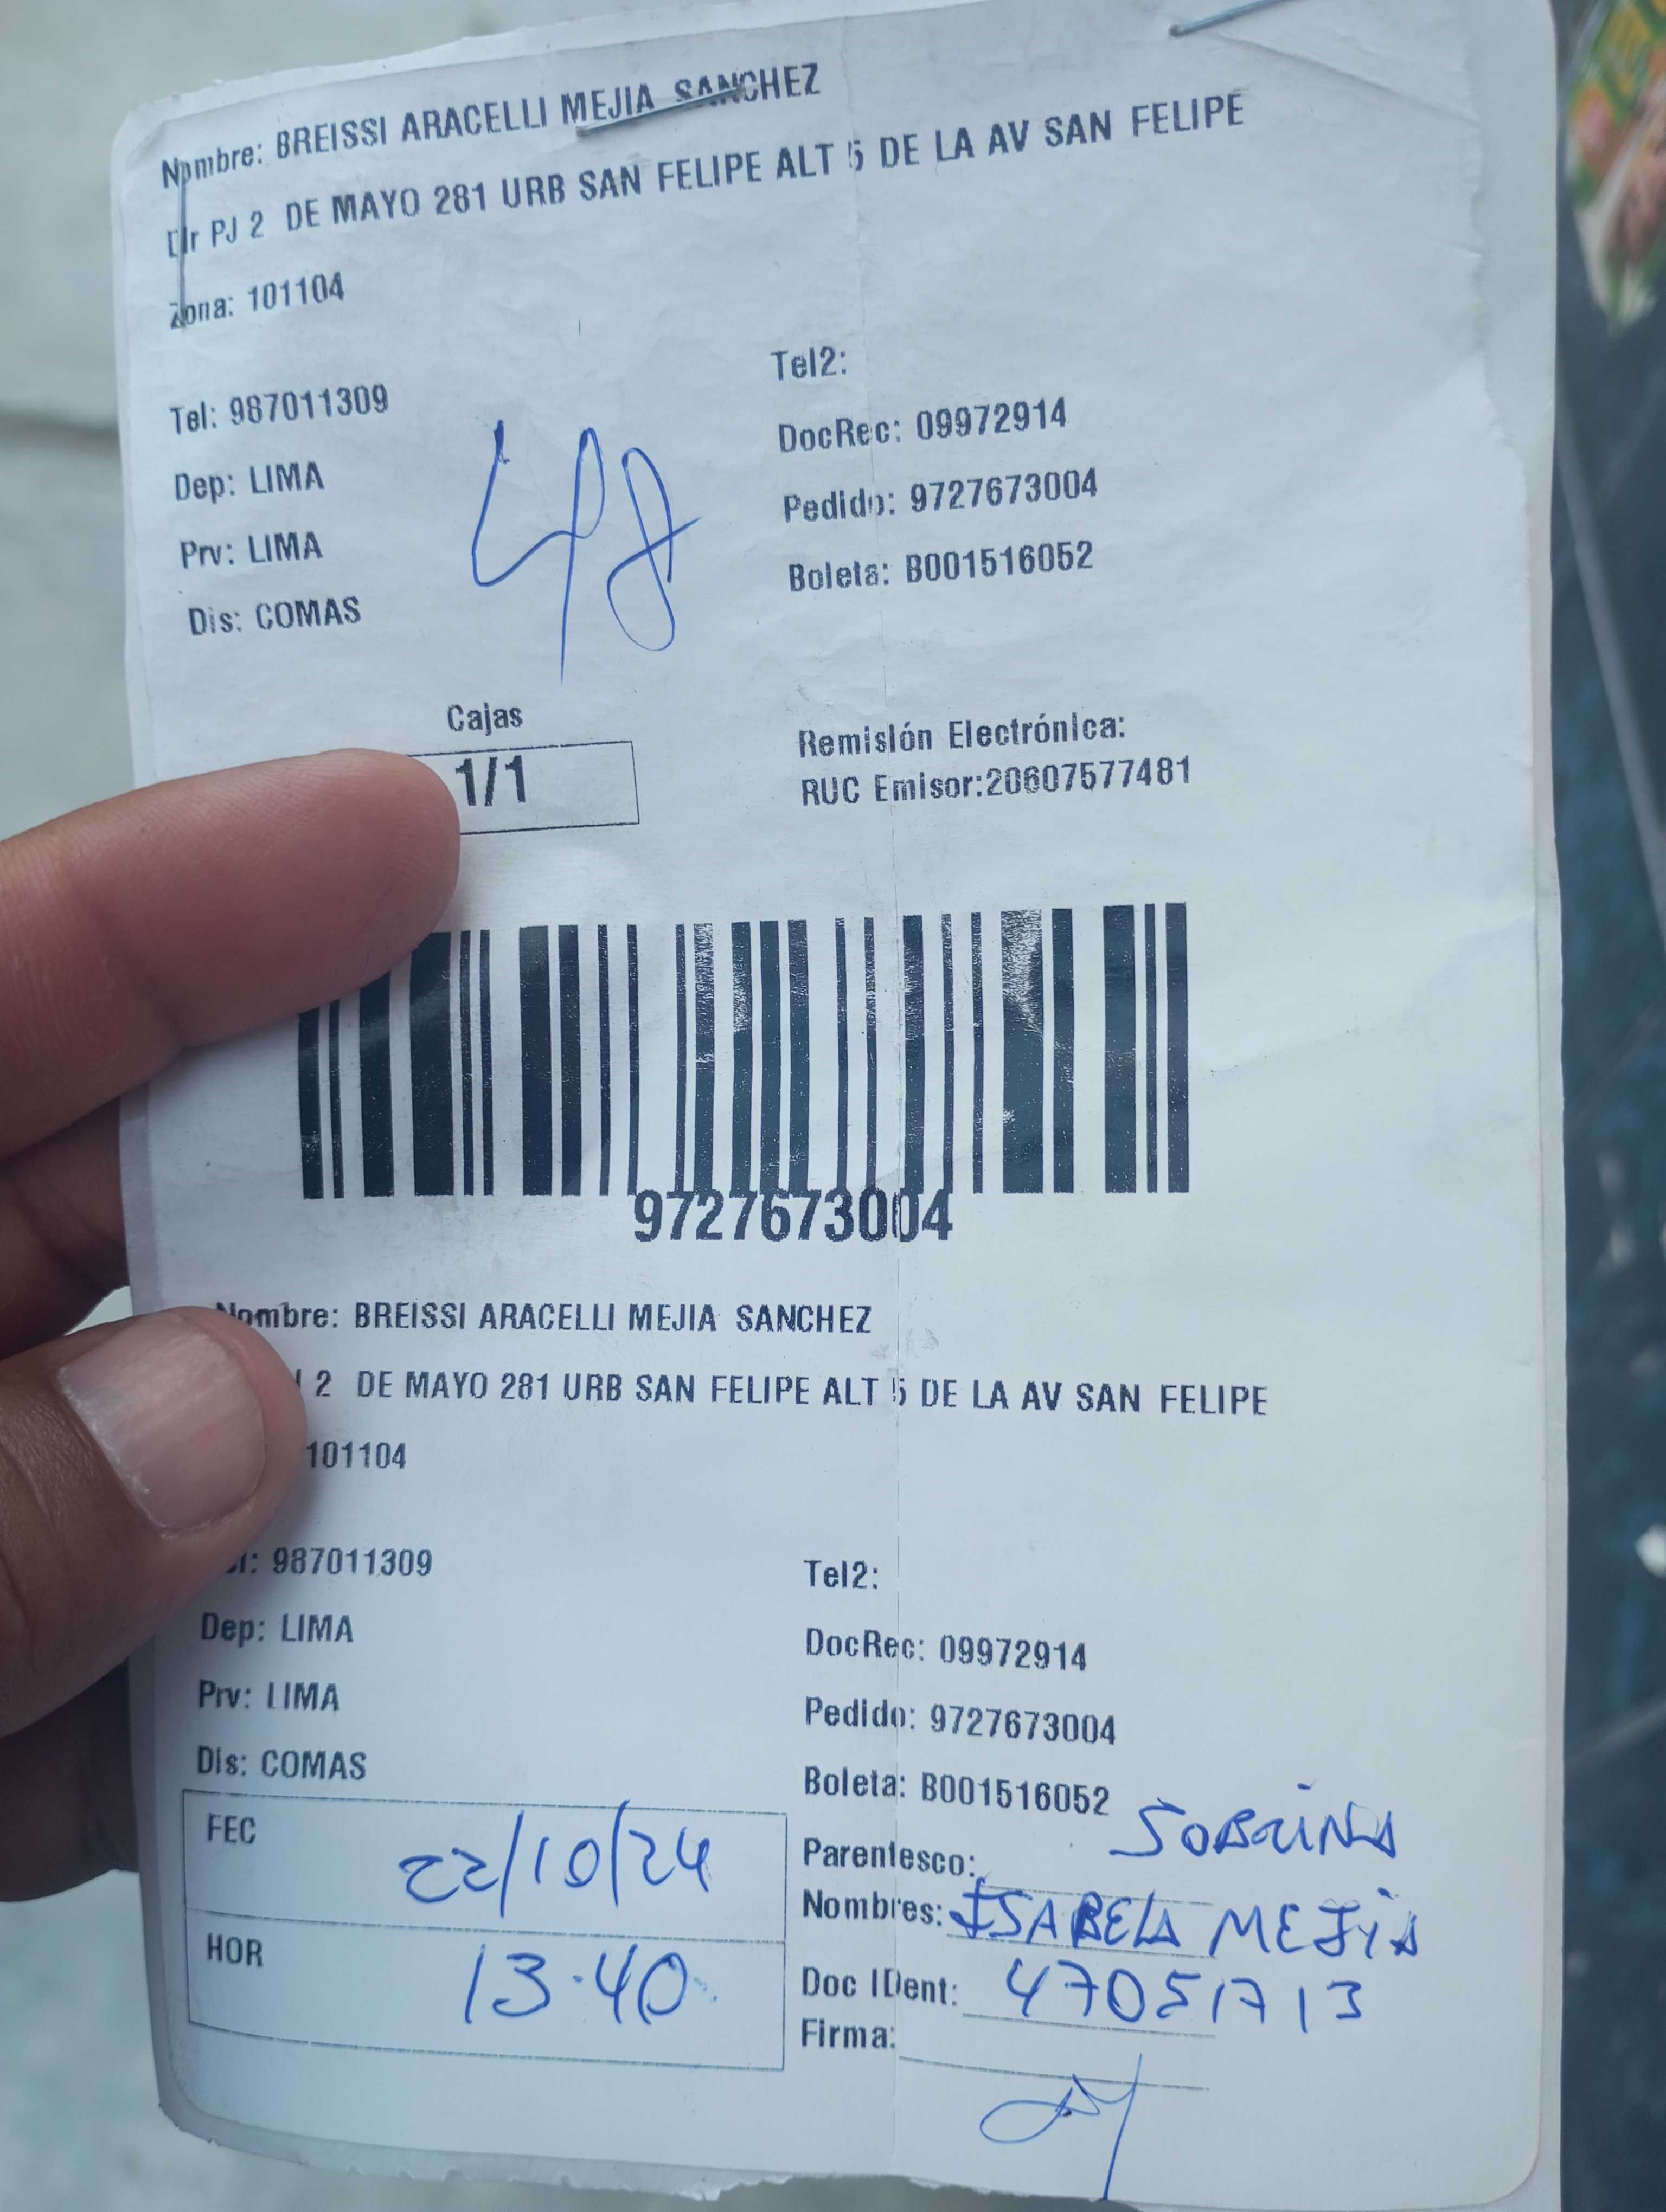 Nombre: BREISSI ARACELLI MEJIA SANCHEZ
Dir PJ 2 DE MAYO 281 URB SAN FELIPE ALT 5 DE LA AV SAN FELIPE
Zona: 101104
Tel: 987011309
Tel2:
Dep: LIMA
DocRec: 09972914
Prv: LIMA
Pedido: 9727673004
Dis: COMAS
Boleta: B001516052
48
Cajas
1/1
Remisión Electrónica:
RUC Emisor:20607577481
9727673004
Nombre: BREISSI ARACELLI MEJIA SANCHEZ
2 DE MAYO 281 URB SAN FELIPE ALT 5 DE LA AV SAN FELIPE
101104
987011309
Tel2:
Dep: LIMA
DocRec: 09972914
Prv: LIMA
Pedido: 9727673004
Dis: COMAS
Boleta: B001516052
FEC 22/10/24
Parentesco: SOBRINA
Nombres: ISABELA MEJIA
HOR 13.40
Doc IDent: 47051713
Firma: